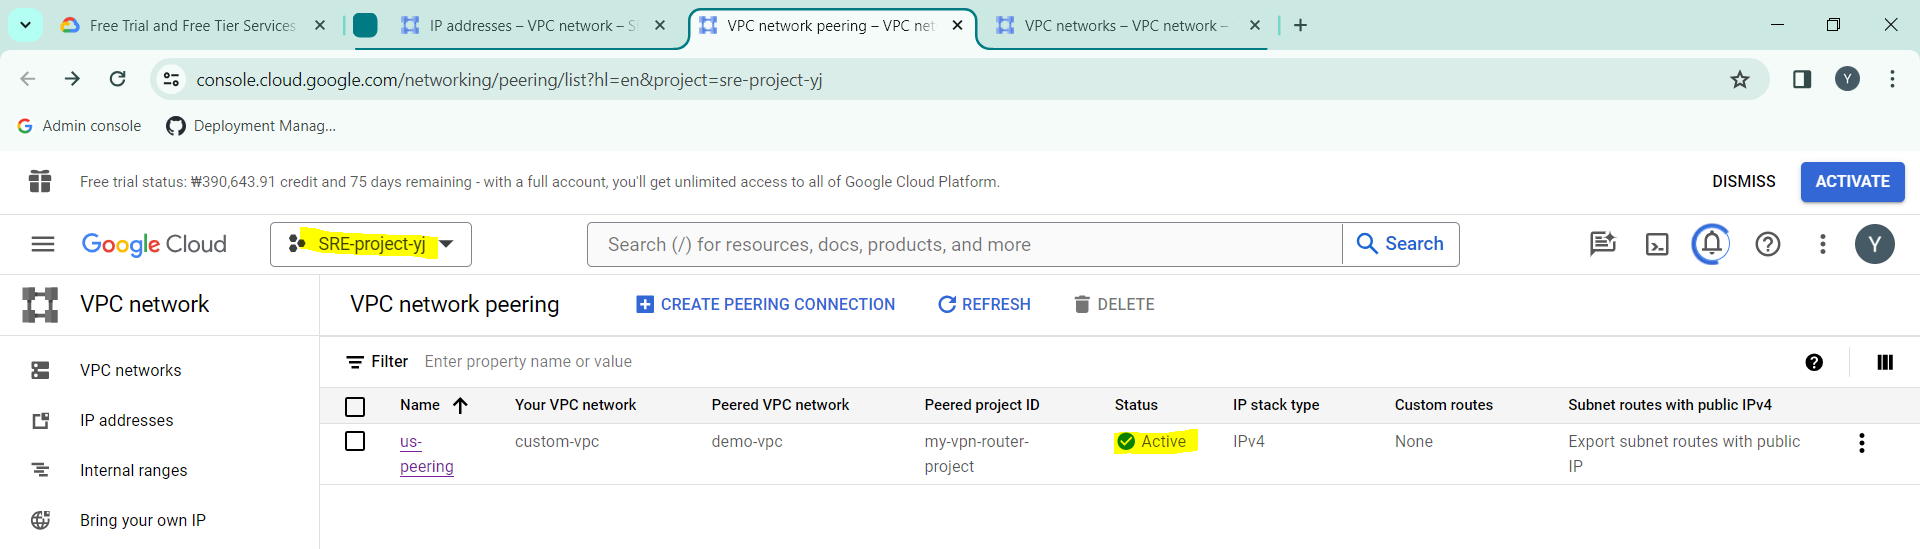 Free Trial and Free Tier Services
IP addresses – VPC network – S
VPC network peering – VPC net
VPC networks – VPC network –
console.cloud.google.com/networking/peering/list?hl=en&project=sre-project-yj
Y
Admin console
Deployment Manag...
Free trial status: ₩390,643.91 credit and 75 days remaining - with a full account, you'll get unlimited access to all of Google Cloud Platform.
DISMISS
ACTIVATE
Google Cloud
SRE-project-yj
Search (/) for resources, docs, products, and more
Search
Y
VPC network
VPC network peering
CREATE PEERING CONNECTION
REFRESH
DELETE
VPC networks
IP addresses
Internal ranges
Bring your own IP
Filter Enter property name or value
Name Your VPC network Peered VPC network Peered project ID Status IP stack type Custom routes Subnet routes with public IPv4
us- custom-vpc demo-vpc my-vpn-router- Active IPv4 None Export subnet routes with public
peering project IP